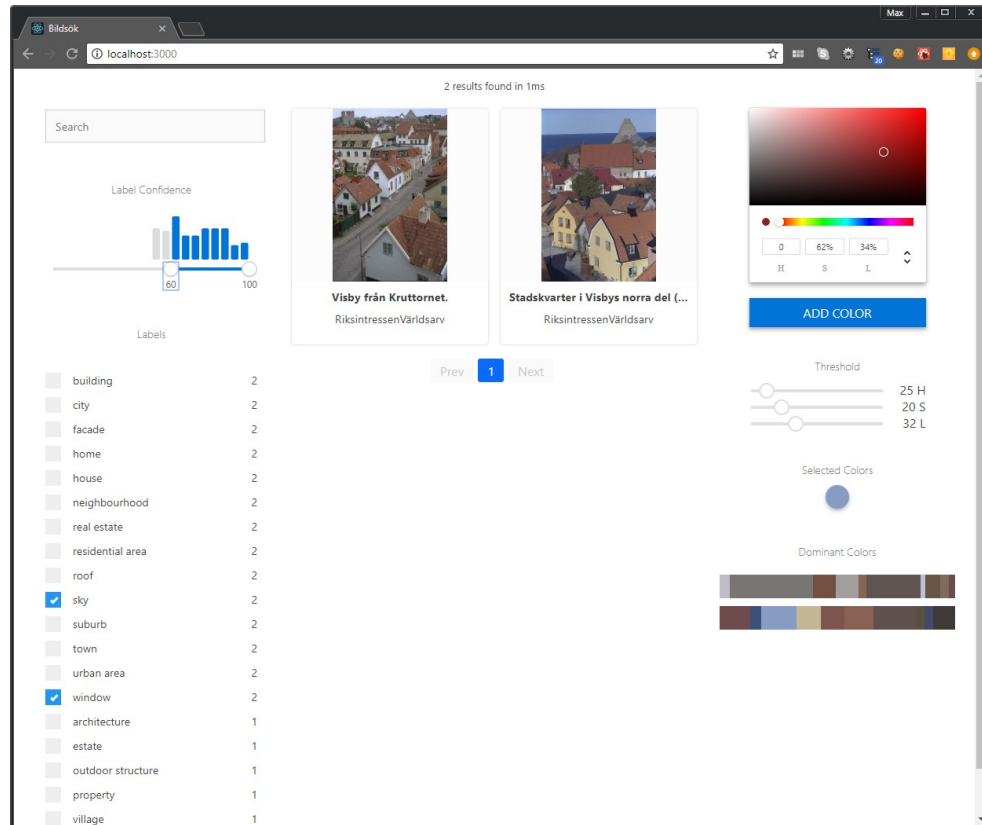 Max
Bildsök
localhost:3000
20
2 results found in 1ms
Search
Label Confidence
60 100
Labels
building 2
city 2
facade 2
home 2
house 2
neighbourhood 2
real estate 2
residential area 2
roof 2
sky 2
suburb 2
town 2
urban area 2
window 2
architecture 1
estate 1
outdoor structure 1
property 1
village 1
Visby från Kruttornet.
RiksintressenVärldsarv
Stadskvarter i Visbys norra del (...
RiksintressenVärldsarv
Prev 1 Next
0 62% 34%
H S L
ADD COLOR
Threshold
25 H
20 S
32 L
Selected Colors
Dominant Colors